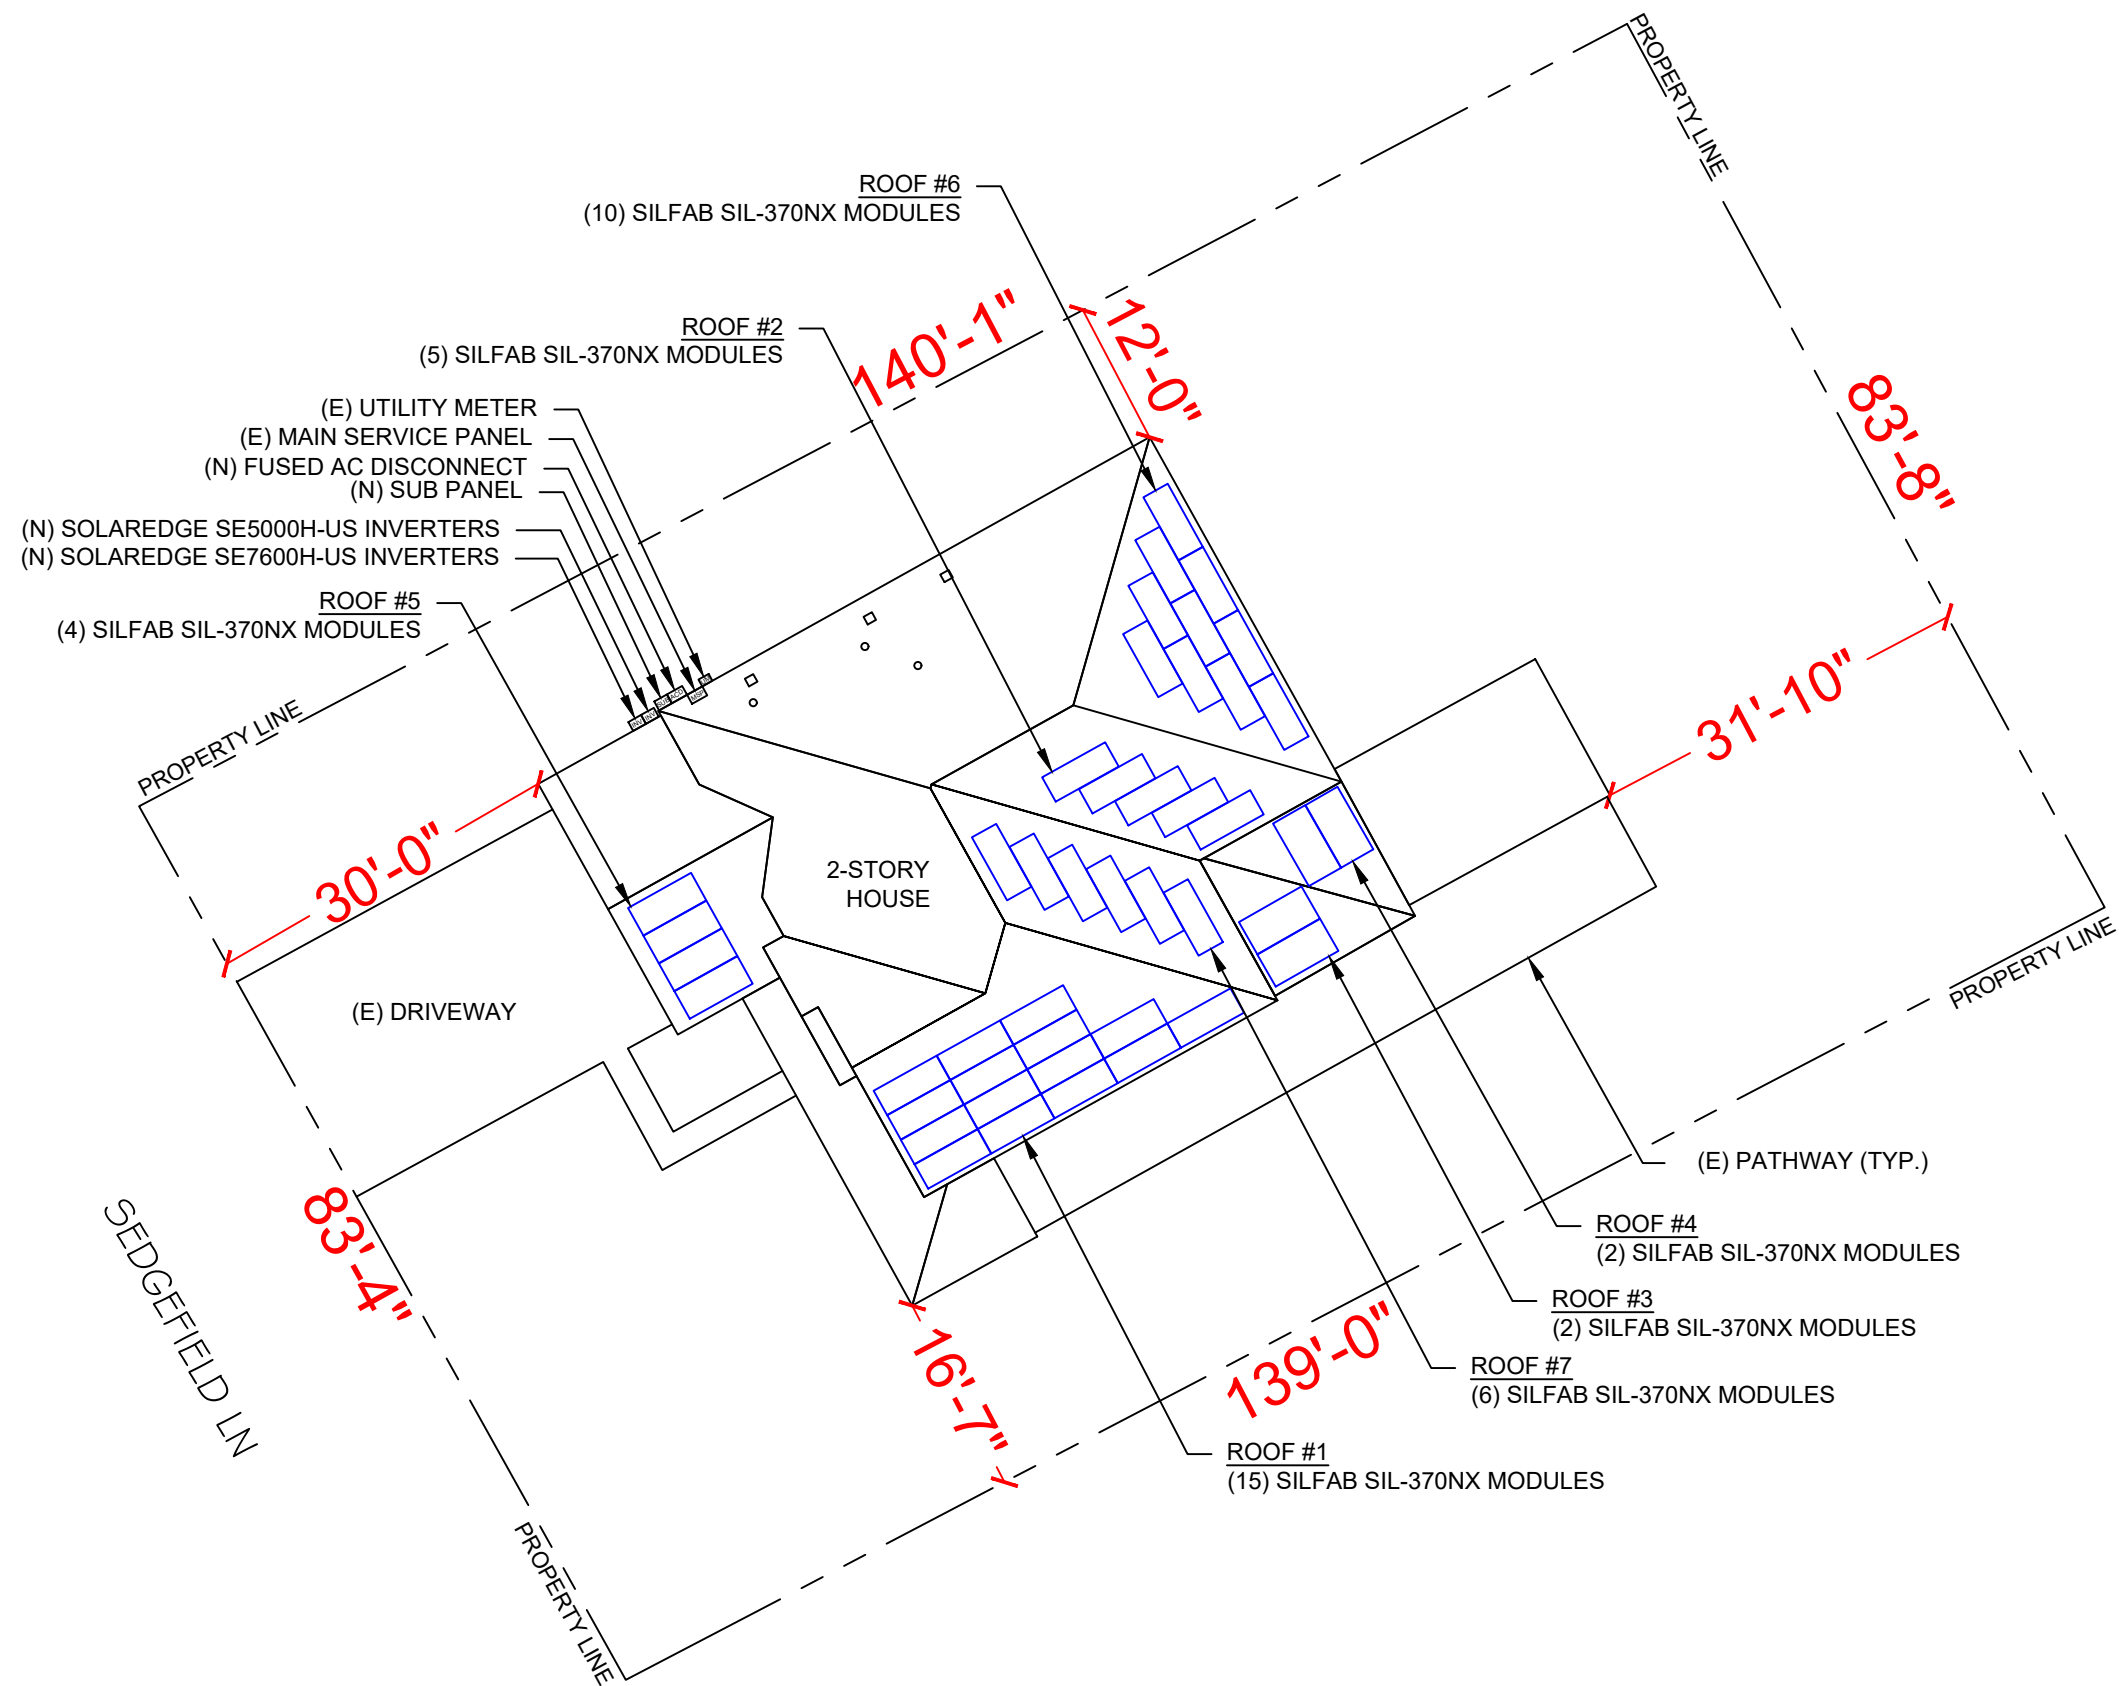 PROPERTY LINE
ROOF #6
(10) SILFAB SIL-370NX MODULES
140'-1"
12'-0"
ROOF #2
(5) SILFAB SIL-370NX MODULES
83'-8"
(E) UTILITY METER
(E) MAIN SERVICE PANEL
(N) FUSED AC DISCONNECT
(N) SUB PANEL
(N) SOLAREDGE SE5000H-US INVERTERS
(N) SOLAREDGE SE7600H-US INVERTERS
ROOF #5
(4) SILFAB SIL-370NX MODULES
INV
INV
SUB
ACD
MSP
PROPERTY LINE
31'-10"
30'-0"
2-STORY
HOUSE
PROPERTY LINE
(E) DRIVEWAY
(E) PATHWAY (TYP.)
SEDGEFIELD LN
83'-4"
ROOF #4
(2) SILFAB SIL-370NX MODULES
ROOF #3
(2) SILFAB SIL-370NX MODULES
16'-7"
139'-0"
ROOF #7
(6) SILFAB SIL-370NX MODULES
ROOF #1
(15) SILFAB SIL-370NX MODULES
PROPERTY LINE